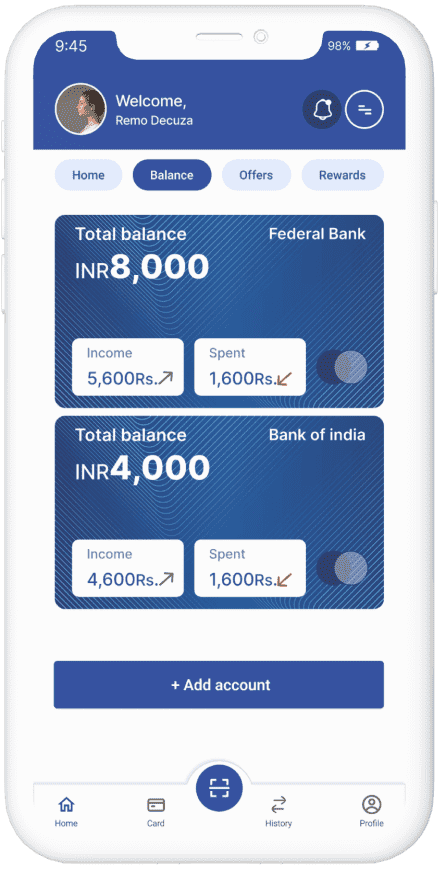 9:45
98%
Welcome,
Remo Decuza
Home
Balance
Offers
Rewards
Total balance
Federal Bank
INR8,000
Income
Spent
5,600Rs.
1,600Rs.
Total balance
Bank of india
INR4,000
Income
Spent
4,600Rs.
1,600Rs.
+ Add account
Home
Card
History
Profile